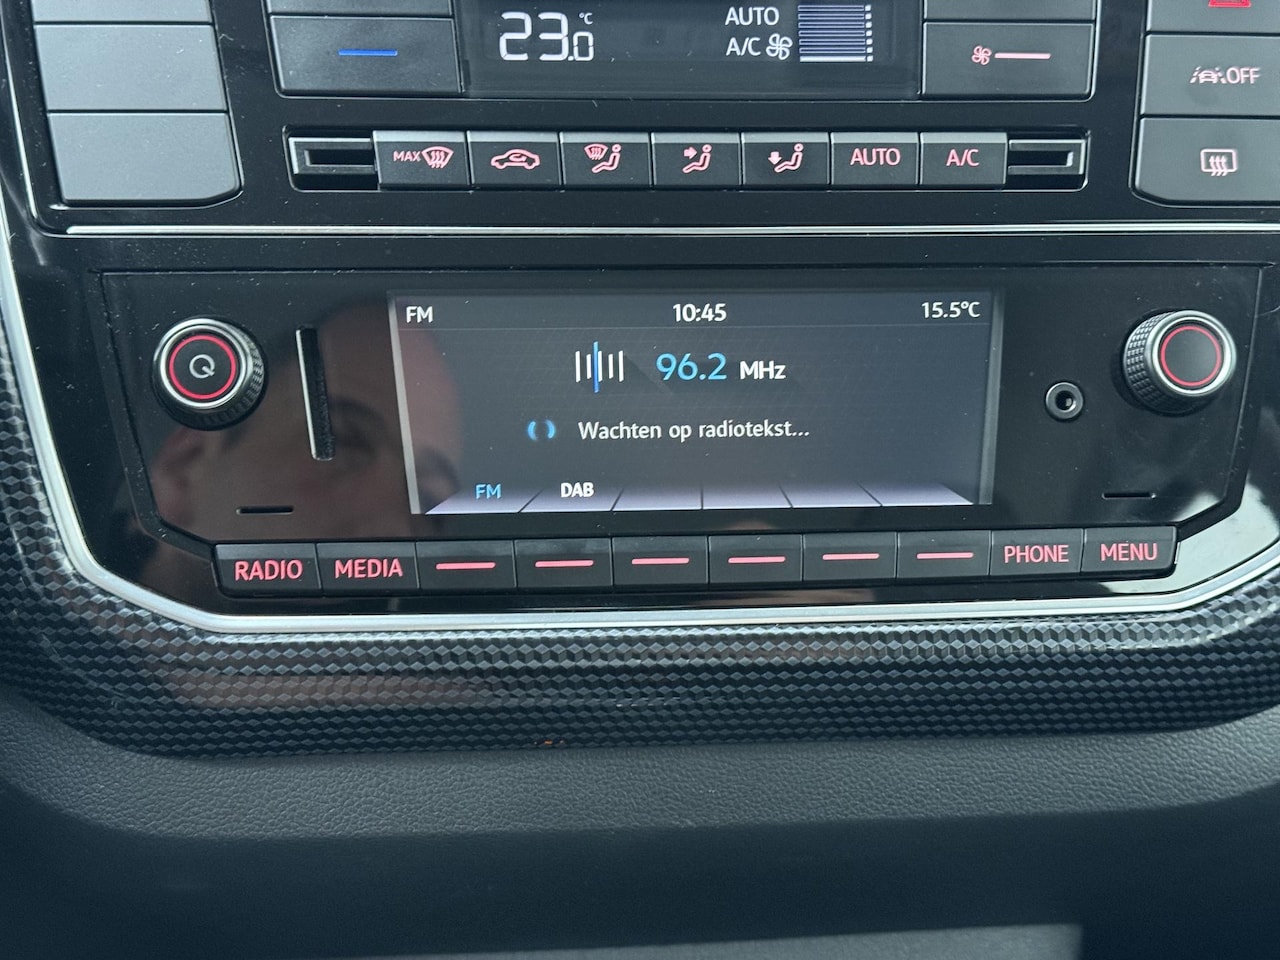 23.0 °C
AUTO
A/C
OFF
MAX
AUTO
A/C
FM 10:45 15.5°C
96.2 MHz
Wachten op radiotekst...
FM DAB
RADIO MEDIA PHONE MENU